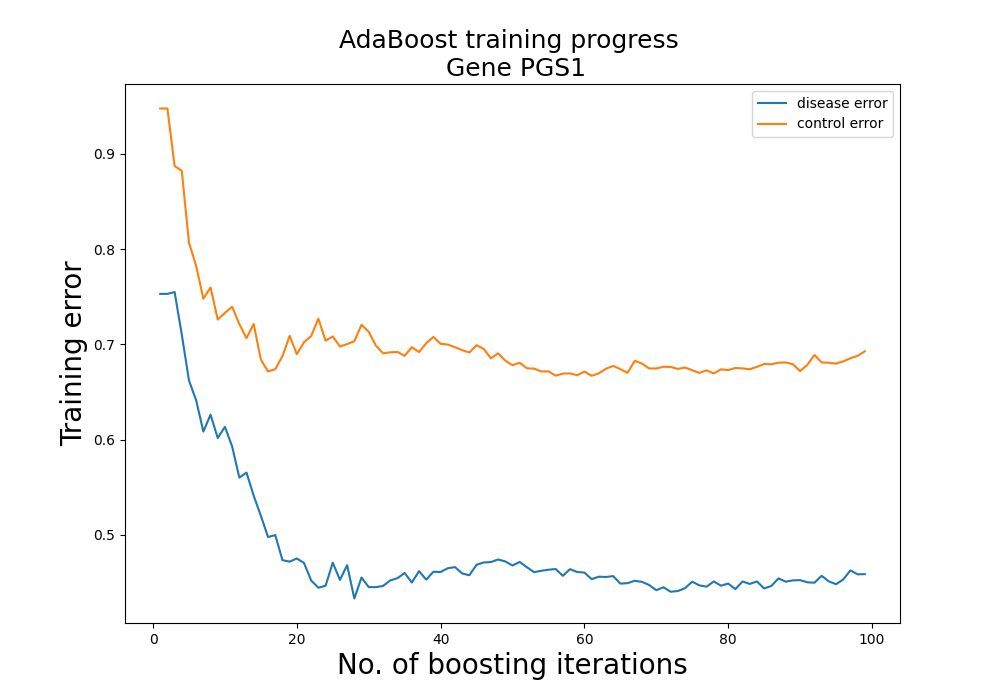 AdaBoost training progress
Gene PGS1
disease error
control error
Training error
0.9
0.8
0.7
0.6
0.5
0
20
40
60
80
100
No. of boosting iterations